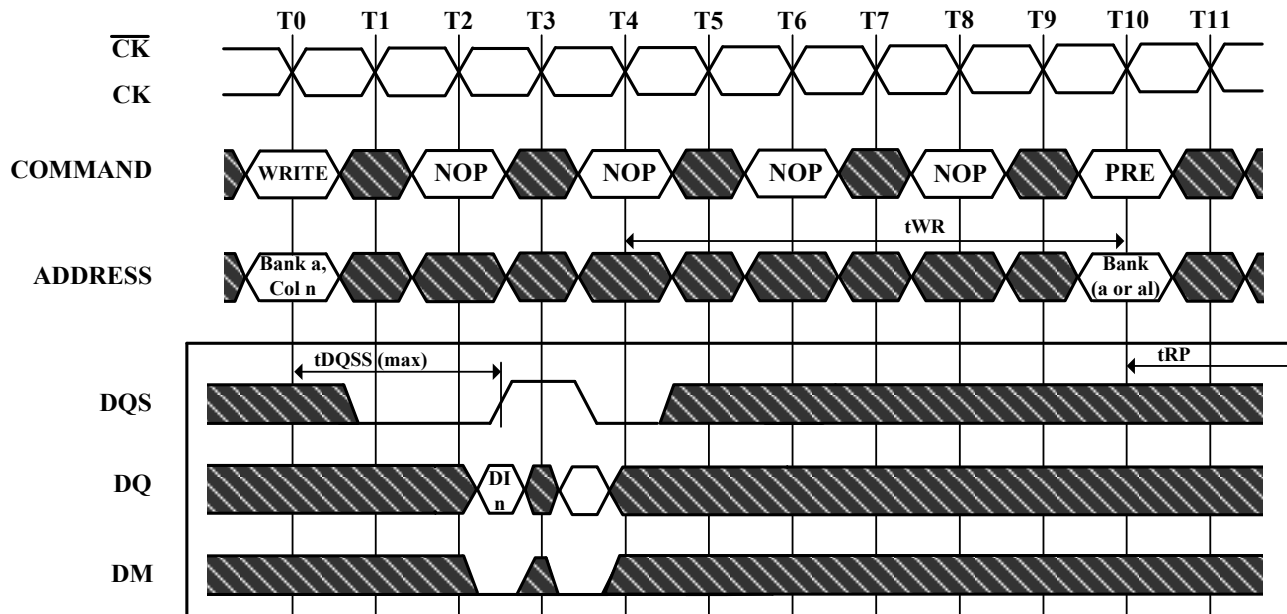 T0 T1 T2 T3 T4 T5 T6 T7 T8 T9 T10 T11
CK
CK
COMMAND WRITE NOP NOP NOP NOP PRE
tWR
ADDRESS Bank a, Col n Bank (a or al)
tDQSS (max) tRP
DQS
DQ DI n
DM